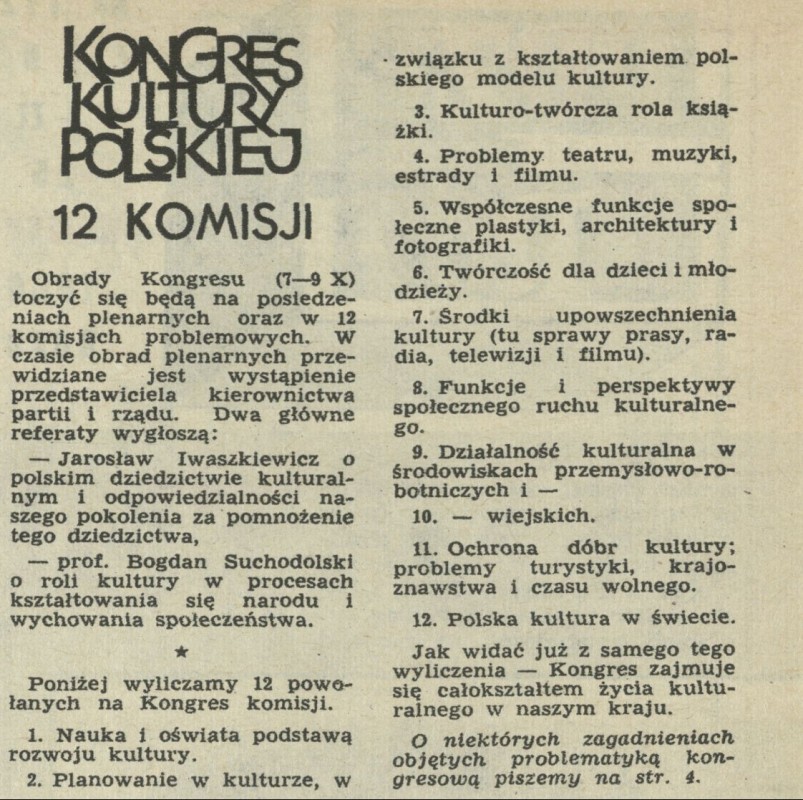 KONGRES
KULTURY
POLSKIEJ
12 KOMISJI
Obrady Kongresu (7—9 X)
toczyć się będą na posiedze-
niach plenarnych oraz w 12
komisjach problemowych. W
czasie obrad plenarnych prze-
widziane jest wystąpienie
przedstawiciela kierownictwa
partii i rządu. Dwa główne
referaty wygłoszą:
— Jarosław Iwaszkiewicz o
polskim dziedzictwie kultural-
nym i odpowiedzialności na-
szego pokolenia za pomnożenie
tego dziedzictwa,
— prof. Bogdan Suchodolski
o roli kultury w procesach
kształtowania się narodu i
wychowania społeczeństwa.
★
Poniżej wyliczamy 12 powo-
łanych na Kongres komisji.
1. Nauka i oświata podstawą
rozwoju kultury.
2. Planowanie w kulturze, w
związku z kształtowaniem pol-
skiego modelu kultury.
3. Kulturo-twórcza rola ksią-
żki.
4. Problemy teatru, muzyki,
estrady i filmu.
5. Współczesne funkcje spo-
łeczne plastyki, architektury i
fotografiki.
6. Twórczość dla dzieci i mło-
dzieży.
7. Środki upowszechnienia
kultury (tu sprawy prasy, ra-
dia, telewizji i filmu).
8. Funkcje i perspektywy
społecznego ruchu kulturalne-
go.
9. Działalność kulturalna w
środowiskach przemysłowo-ro-
botniczych i —
10. — wiejskich.
11. Ochrona dóbr kultury;
problemy turystyki, krajo-
znawstwa i czasu wolnego.
12. Polska kultura w świecie.
Jak widać już z samego tego
wyliczenia — Kongres zajmuje
się całokształtem życia kultu-
ralnego w naszym kraju.
O niektórych zagadnieniach
objętych problematyką kon-
gresową piszemy na str. 4.